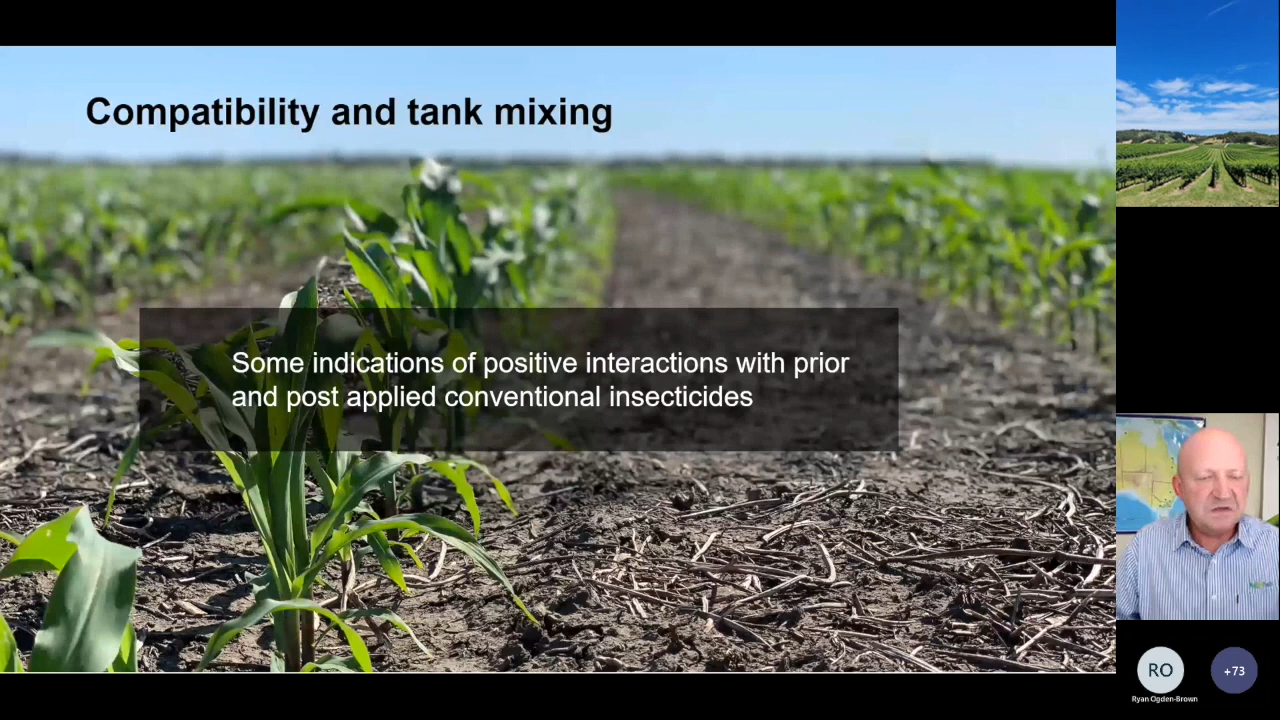 Compatibility and tank mixing
Some indications of positive interactions with prior
and post applied conventional insecticides
RO
+73
Ryan Ogden-Brown